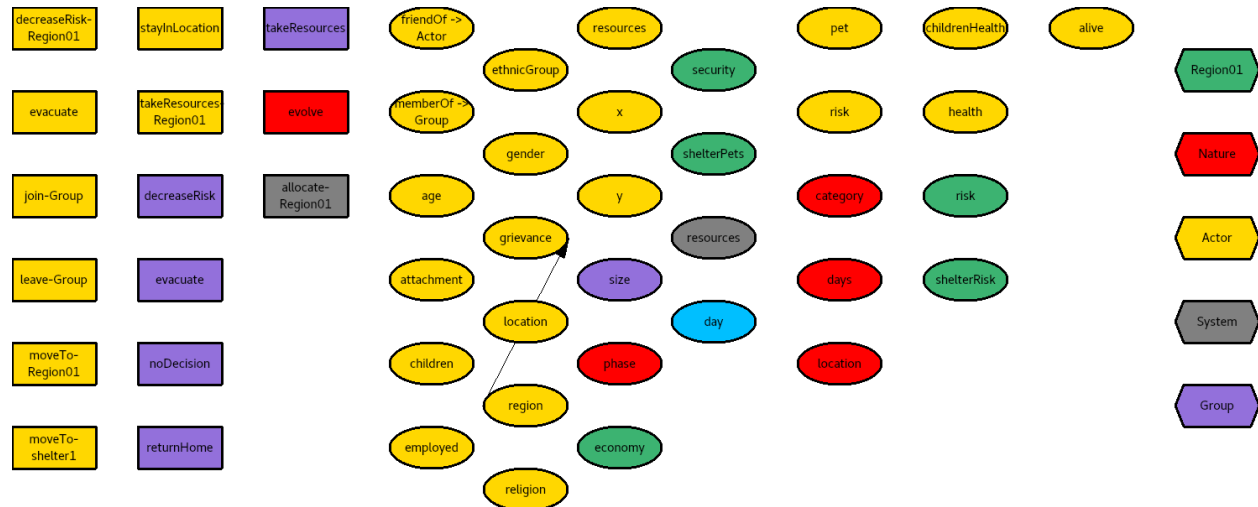 decreaseRisk-
Region01
stayInLocation
takeResources
friendOf ->
Actor
resources
pet
childrenHealth
alive
ethnicGroup
security
Region01
evacuate
takeResources-
Region01
evolve
memberOf ->
Group
x
risk
health
gender
shelterPets
Nature
join-Group
decreaseRisk
allocate-
Region01
age
y
category
risk
grievance
resources
Actor
leave-Group
evacuate
attachment
size
days
shelterRisk
location
day
System
moveTo-
Region01
noDecision
children
phase
location
region
Group
moveTo-
shelter1
returnHome
employed
economy
religion